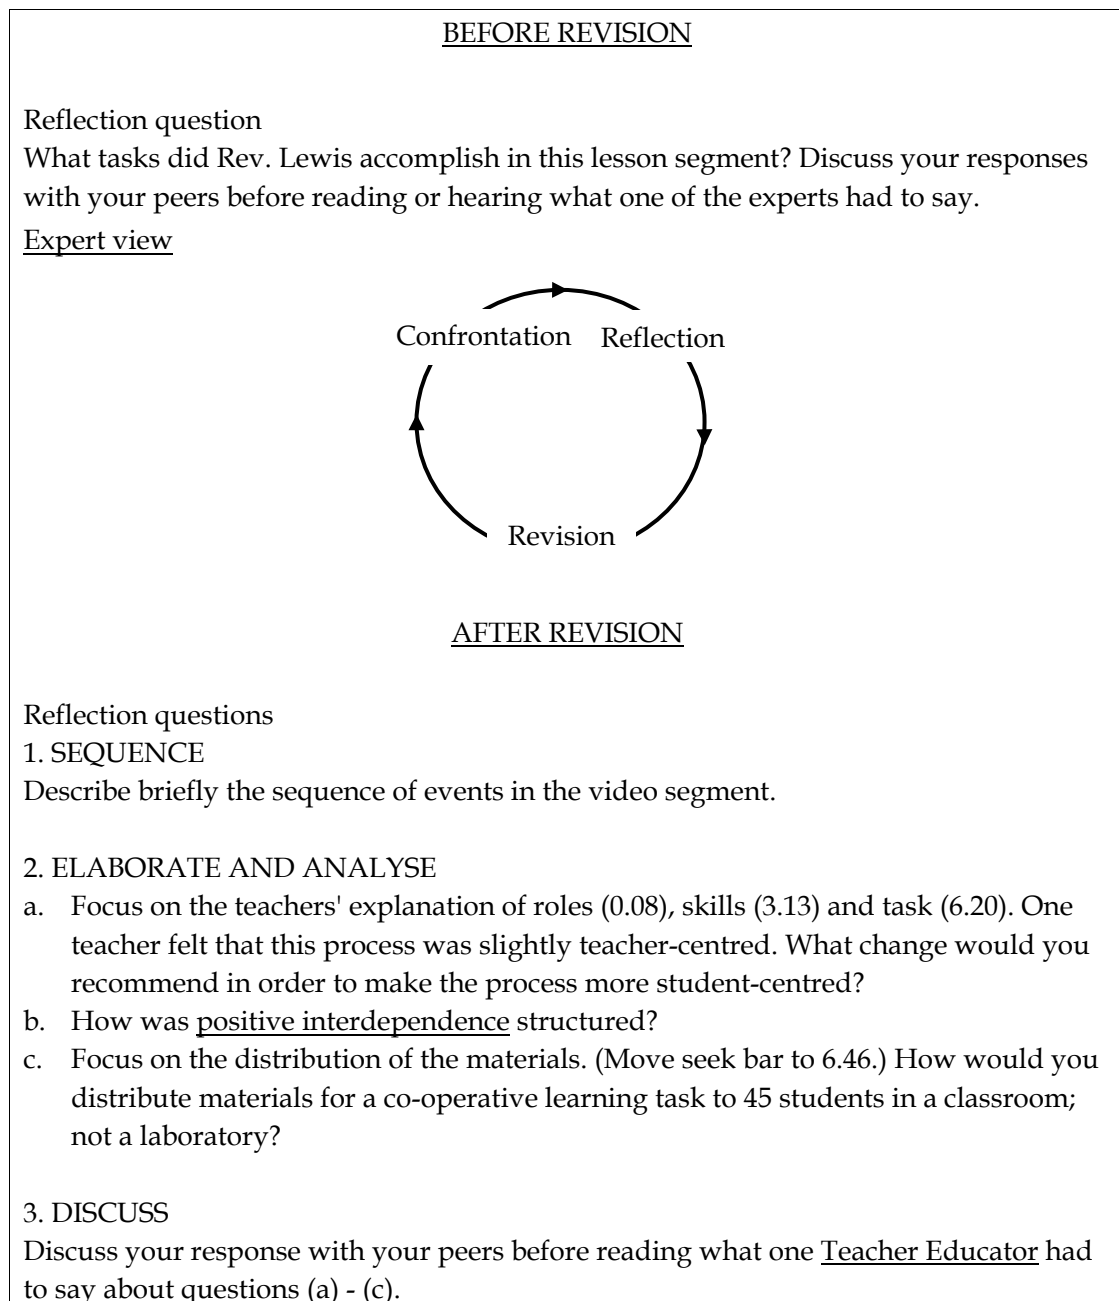 BEFORE REVISION
Reflection question
What tasks did Rev. Lewis accomplish in this lesson segment? Discuss your responses
with your peers before reading or hearing what one of the experts had to say.
Expert view
Confrontation Reflection
Revision
AFTER REVISION
Reflection questions
1. SEQUENCE
Describe briefly the sequence of events in the video segment.
2. ELABORATE AND ANALYSE
a. Focus on the teachers' explanation of roles (0.08), skills (3.13) and task (6.20). One
teacher felt that this process was slightly teacher-centred. What change would you
recommend in order to make the process more student-centred?
b. How was positive interdependence structured?
c. Focus on the distribution of the materials. (Move seek bar to 6.46.) How would you
distribute materials for a co-operative learning task to 45 students in a classroom;
not a laboratory?
3. DISCUSS
Discuss your response with your peers before reading what one Teacher Educator had
to say about questions (a) - (c).